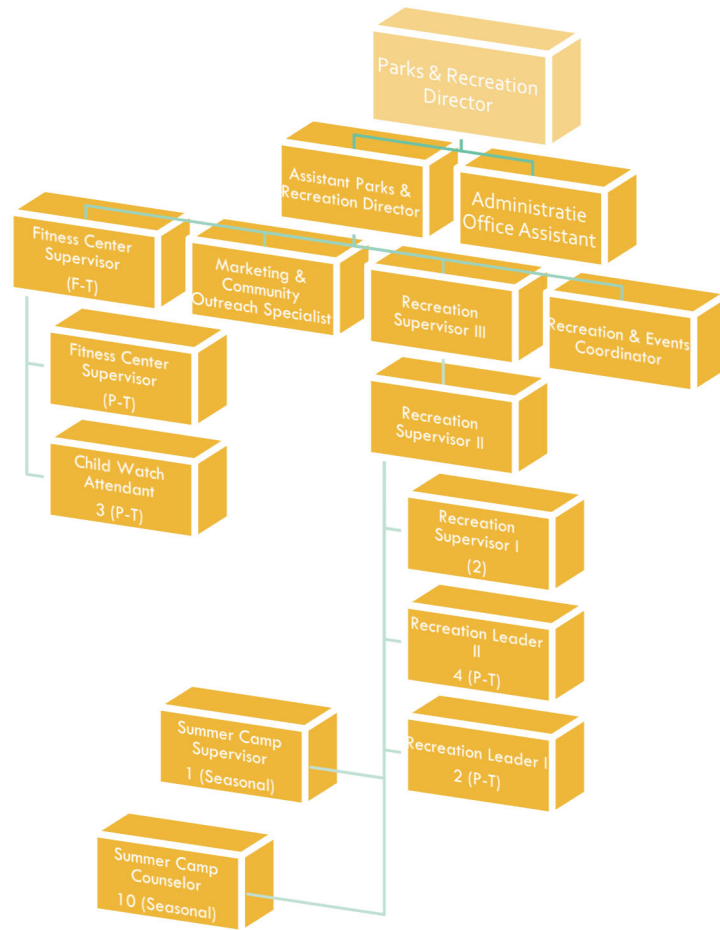 Parks & Recreation
Director
Assistant Parks &
Recreation Director
Administratie
Office Assistant
Fitness Center
Supervisor
(F-T)
Marketing &
Community
Outreach Specialist
Recreation
Supervisor III
Recreation & Events
Coordinator
Fitness Center
Supervisor
(P-T)
Recreation
Supervisor II
Child Watch
Attendant
3 (P-T)
Recreation
Supervisor I
(2)
Recreation Leader
II
4 (P-T)
Recreation Leader I
2 (P-T)
Summer Camp
Supervisor
1 (Seasonal)
Summer Camp
Counselor
10 (Seasonal)